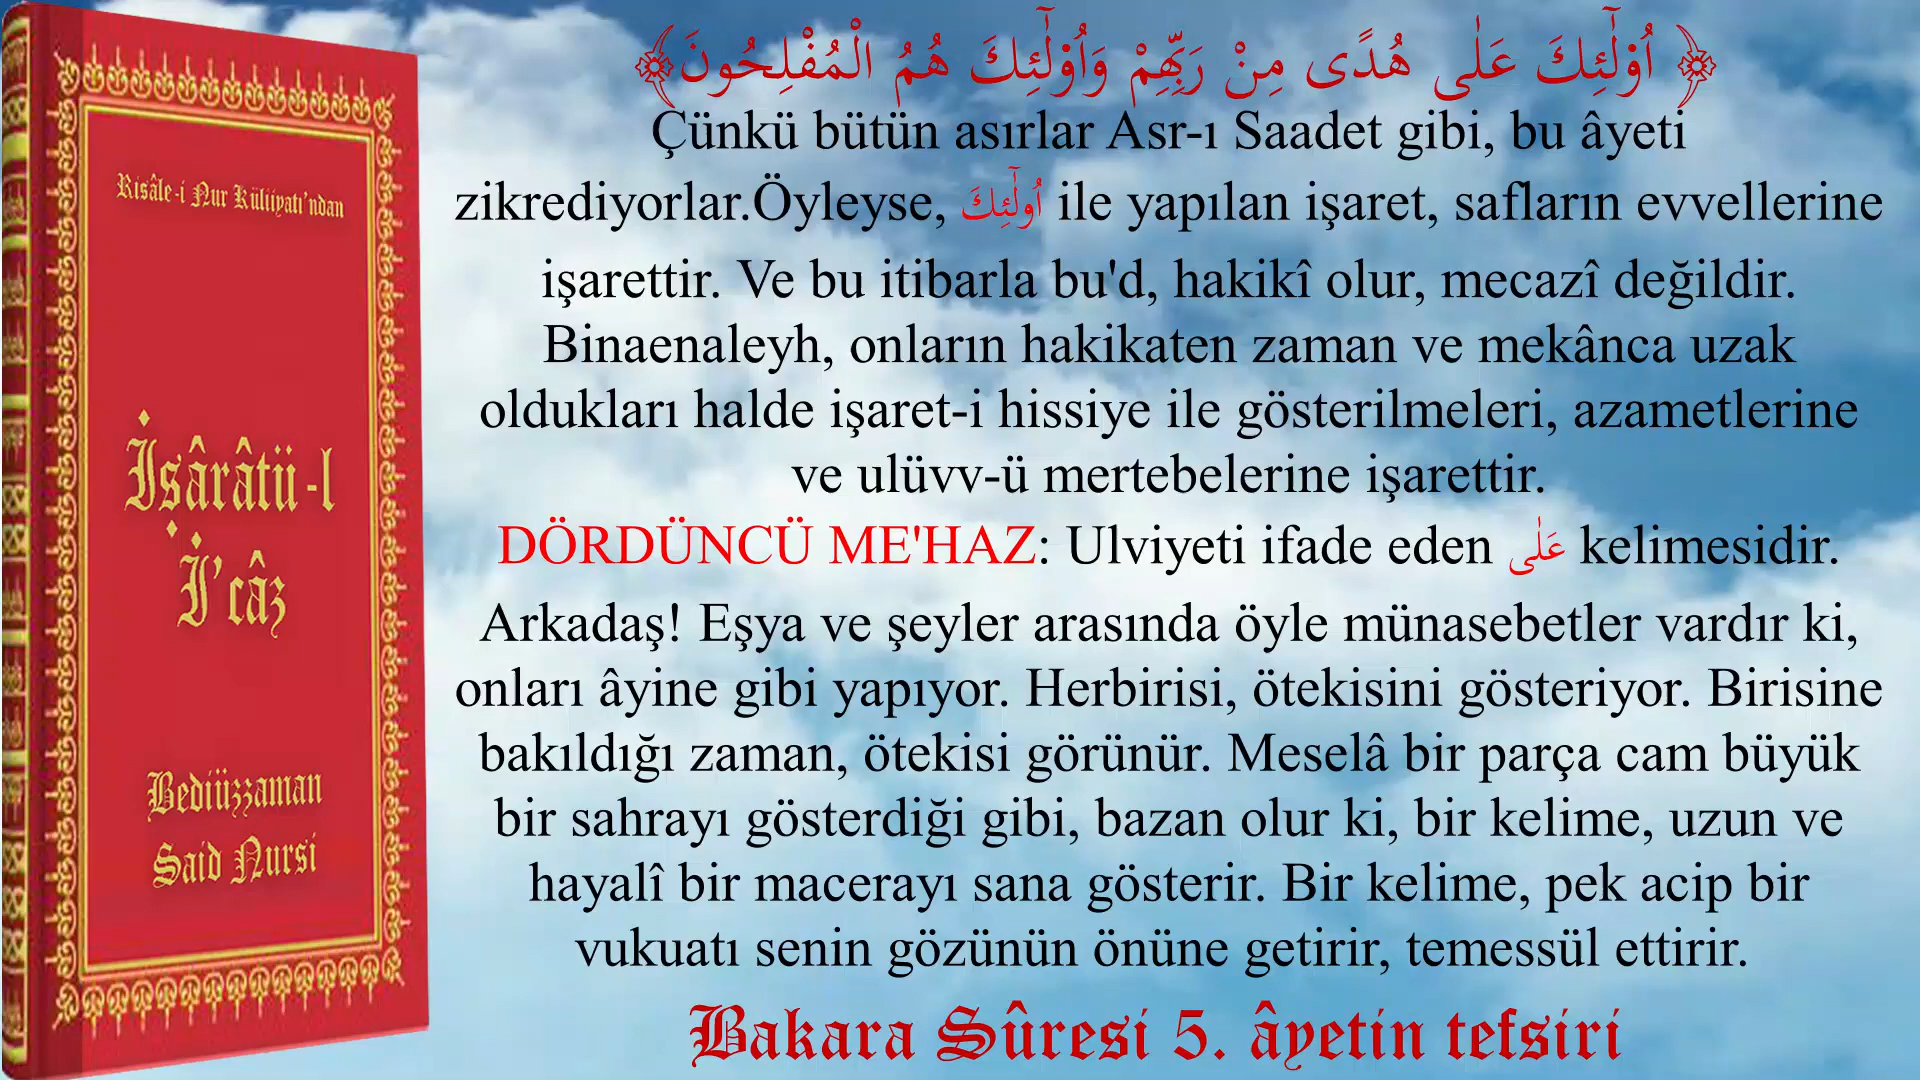 Risâle-i Nur Külliyatı'ndan
İşârâtü-l
İ'câz
Bediüzzaman
Said Nursi
﴿ اُو۬لٰٓئِكَ عَلٰى هُدًى مِنْ رَبِّهِمْ وَاُو۬لٰٓئِكَ هُمُ الْمُفْلِحُونَ﴾
Çünkü bütün asırlar Asr-ı Saadet gibi, bu âyeti
zikrediyorlar.Öyleyse, اُولٰٓئِكَ ile yapılan işaret, safların evvellerine
işarettir. Ve bu itibarla bu'd, hakikî olur, mecazî değildir.
Binaenaleyh, onların hakikaten zaman ve mekânca uzak
oldukları halde işaret-i hissiye ile gösterilmeleri, azametlerine
ve ulüvv-ü mertebelerine işarettir.
DÖRDÜNCÜ ME'HAZ: Ulviyeti ifade eden عَلٰى kelimesidir.
Arkadaş! Eşya ve şeyler arasında öyle münasebetler vardır ki,
onları âyine gibi yapıyor. Herbirisi, ötekisini gösteriyor. Birisine
bakıldığı zaman, ötekisi görünür. Meselâ bir parça cam büyük
bir sahrayı gösterdiği gibi, bazan olur ki, bir kelime, uzun ve
hayalî bir macerayı sana gösterir. Bir kelime, pek acip bir
vukuatı senin gözünün önüne getirir, temessül ettirir.
Bakara Sûresi 5. âyetin tefsiri